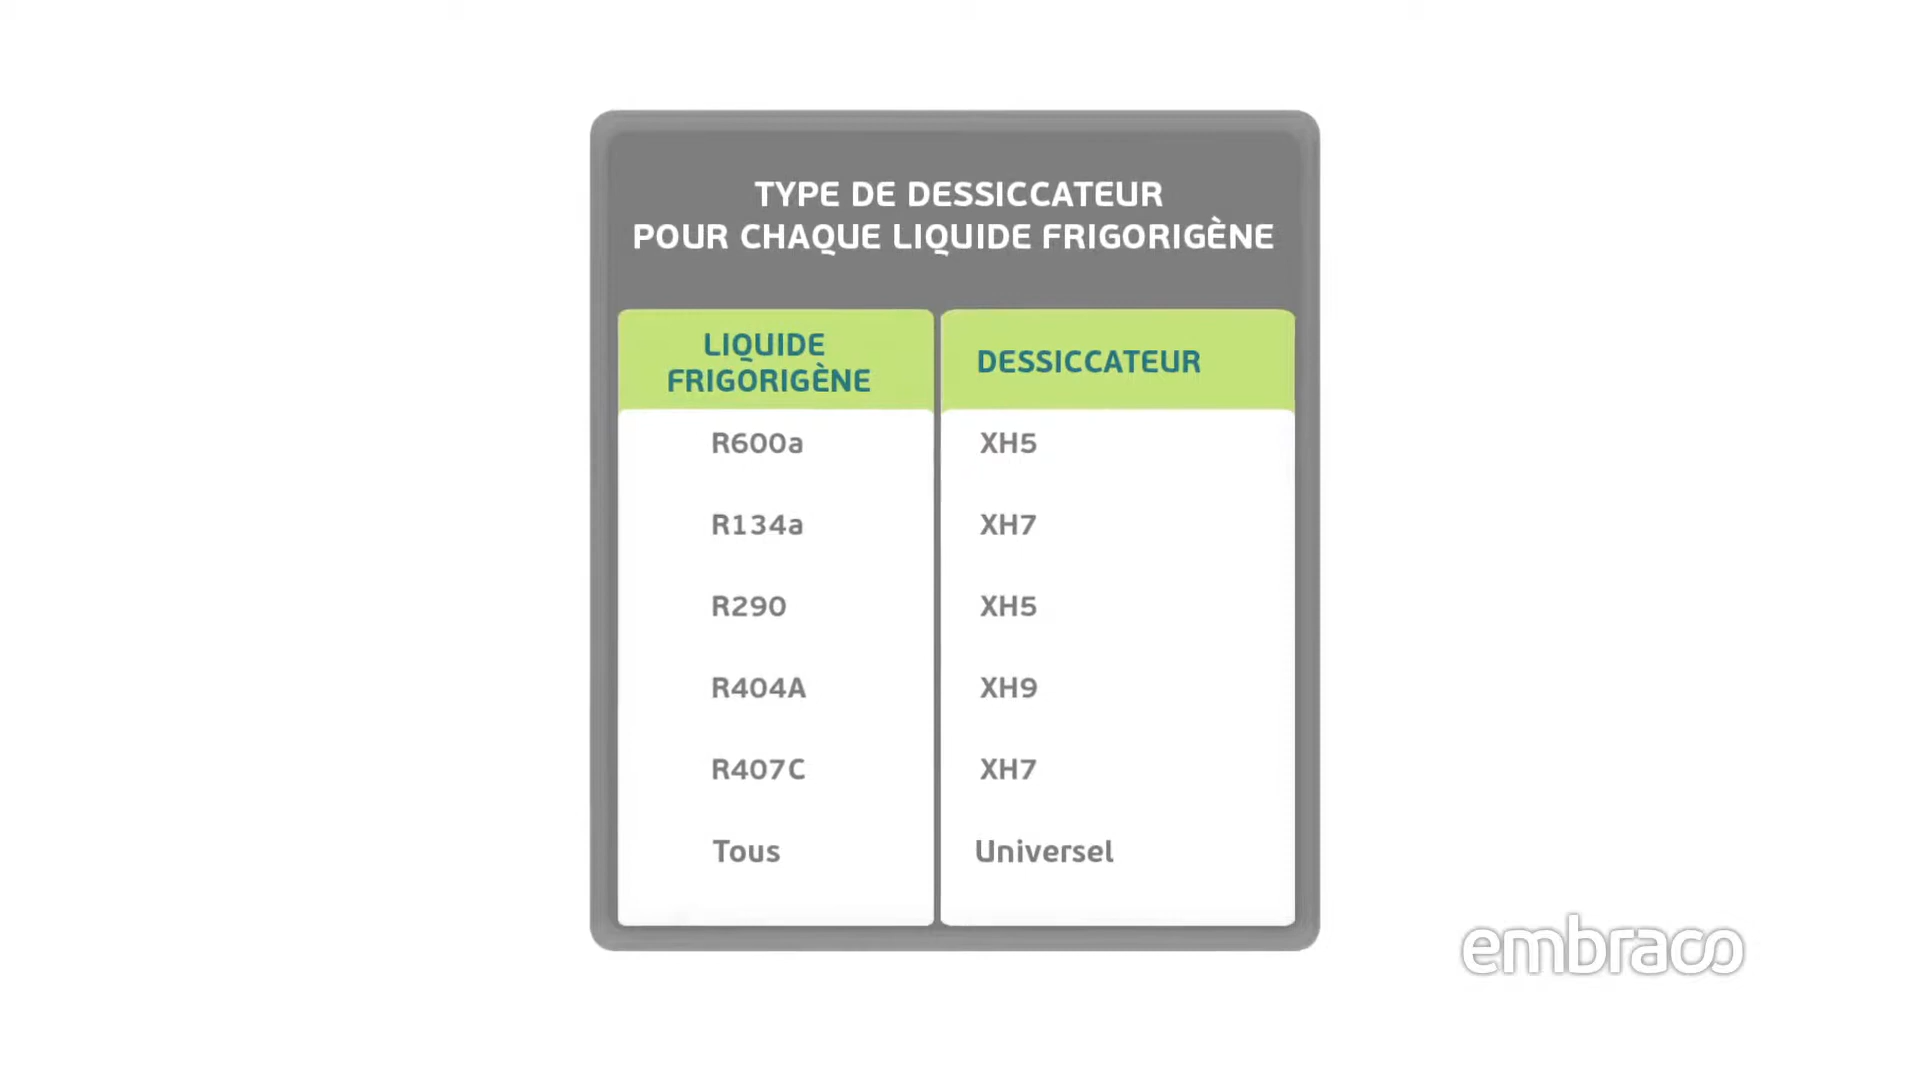 TYPE DE DESSICCATEUR
POUR CHAQUE LIQUIDE FRIGORIGÈNE
LIQUIDE
FRIGORIGÈNE
DESSICCATEUR
R600a XH5
R134a XH7
R290 XH5
R404A XH9
R407C XH7
Tous Universel
embraco